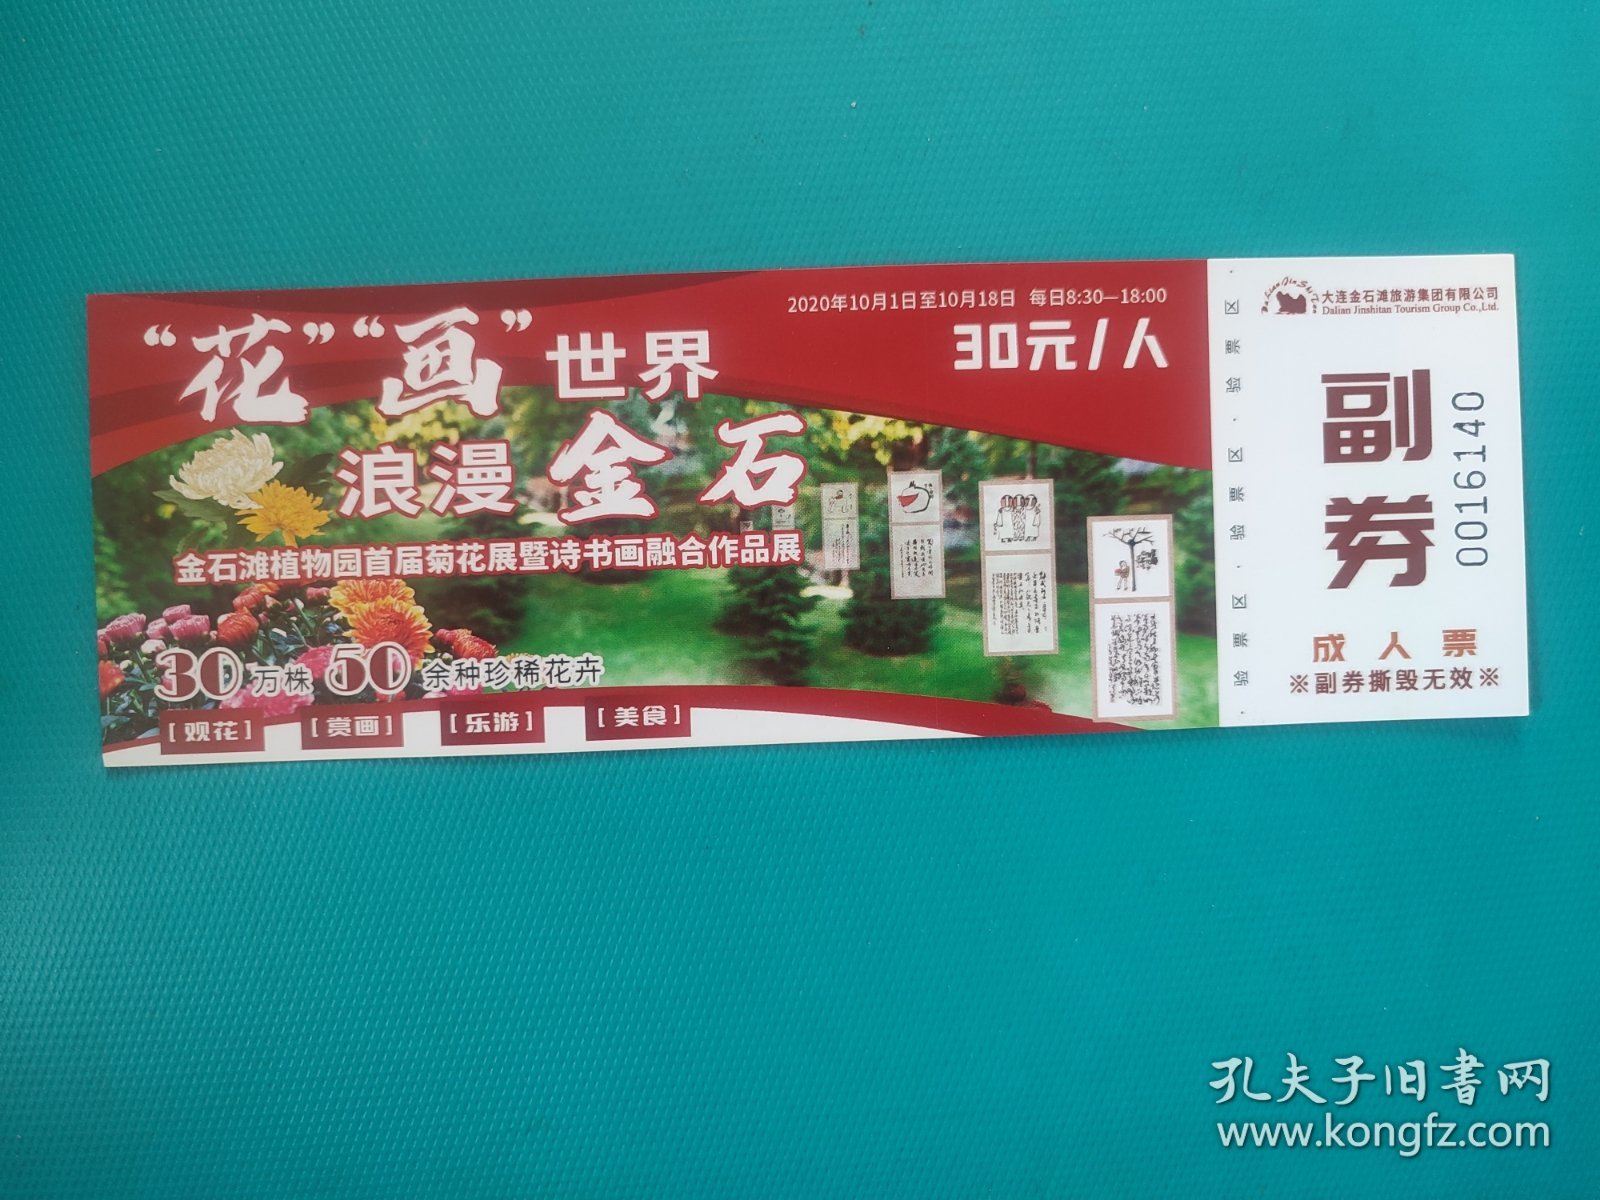 2020年10月1日至10月18日 每日8:30—18:00
30元/人
“花”“画”世界
浪漫金石
金石滩植物园首届菊花展暨诗书画融合作品展
30万株 50余种珍稀花卉
[观花] [赏画] [乐游] [美食]
验票区·验票区·验票区
大连金石滩旅游集团有限公司
Dalian Jinshitan Tourism Group Co.,Ltd.
副券
0016140
成人票
※副券撕毁无效※
孔夫子旧书网
www.kongfz.com